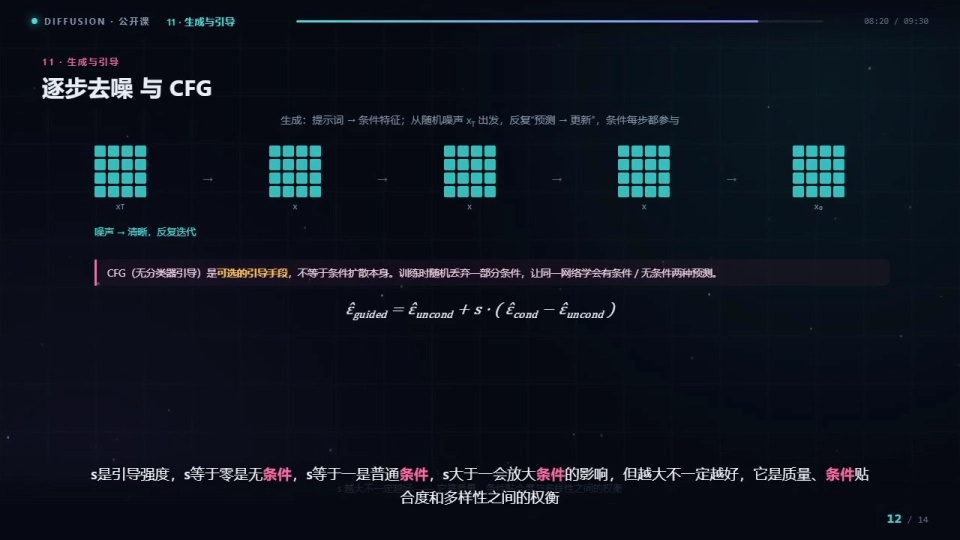 DIFFUSION · 公开课
11 · 生成与引导
08:20 / 09:30
11 · 生成与引导
逐步去噪 与 CFG
生成：提示词 → 条件特征；从随机噪声 x_T 出发，反复“预测 → 更新”，条件每步都参与
→ → → →
xT x x x x₀
噪声 → 清晰，反复迭代
CFG（无分类器引导）是可选的引导手段，不等于条件扩散本身。训练时随机丢弃一部分条件，让同一网络学会有条件 / 无条件两种预测。
ε̂_guided = ε̂_uncond + s · ( ε̂_cond − ε̂_uncond )
s是引导强度，s等于零是无条件，s等于一是普通条件，s大于一会放大条件的影响，但越大不一定越好，它是质量、条件贴
合度和多样性之间的权衡
12 / 14